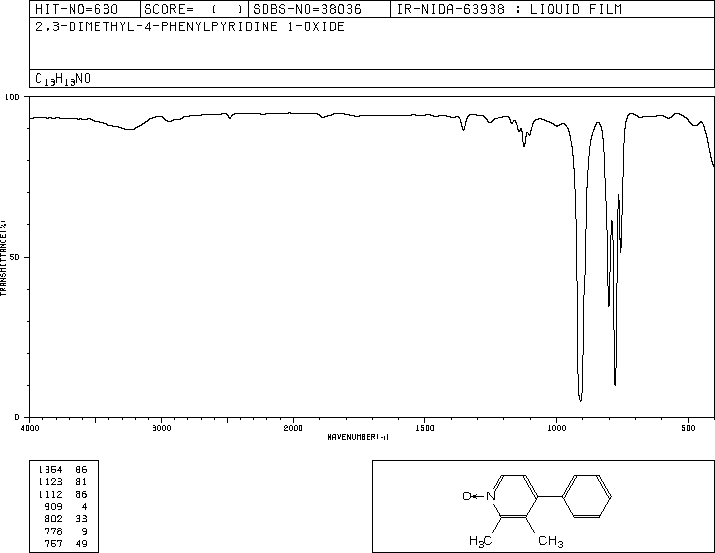 HIT-NO=630 SCORE= ( ) SDBS-NO=38036 IR-NIDA-63938 : LIQUID FILM
2,3-DIMETHYL-4-PHENYLPYRIDINE 1-OXIDE
C13H13NO
100
50
0
TRANSMITTANCE(%)
4000 3000 2000 1500 1000 500
WAVENUMBER(-1)
1354 86
1123 81
1112 86
909 4
802 33
778 9
757 49
O N
H3C CH3